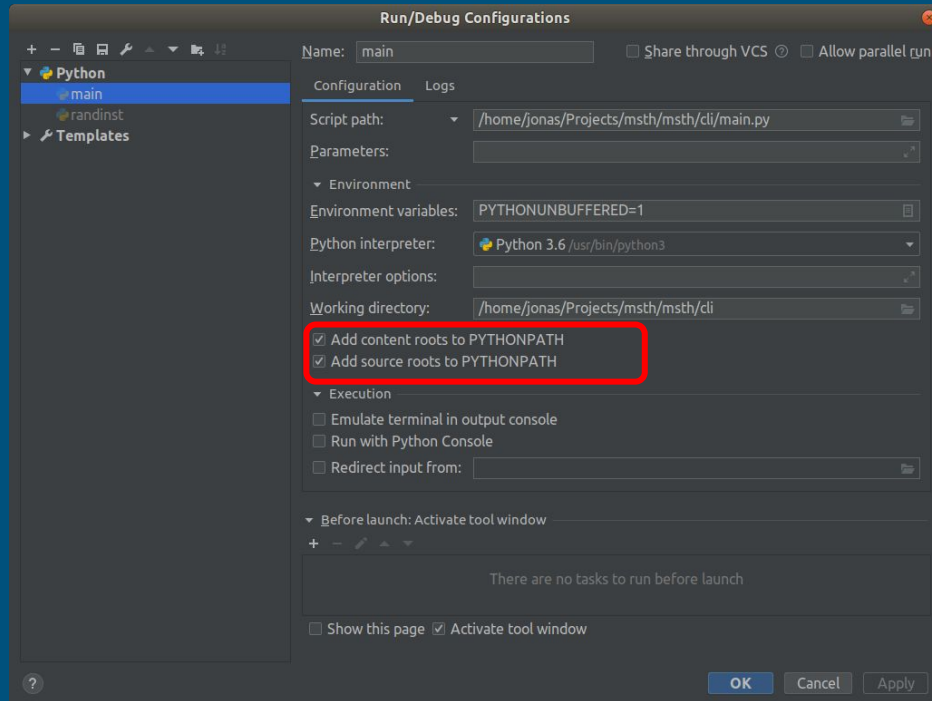 Run/Debug Configurations
Name: main Share through VCS Allow parallel run
Python
main
randinst
Templates
Configuration Logs
Script path: /home/jonas/Projects/msth/msth/cli/main.py
Parameters:
Environment
Environment variables: PYTHONUNBUFFERED=1
Python interpreter: Python 3.6 /usr/bin/python3
Interpreter options:
Working directory: /home/jonas/Projects/msth/msth/cli
Add content roots to PYTHONPATH
Add source roots to PYTHONPATH
Execution
Emulate terminal in output console
Run with Python Console
Redirect input from:
Before launch: Activate tool window
There are no tasks to run before launch
Show this page Activate tool window
? OK Cancel Apply